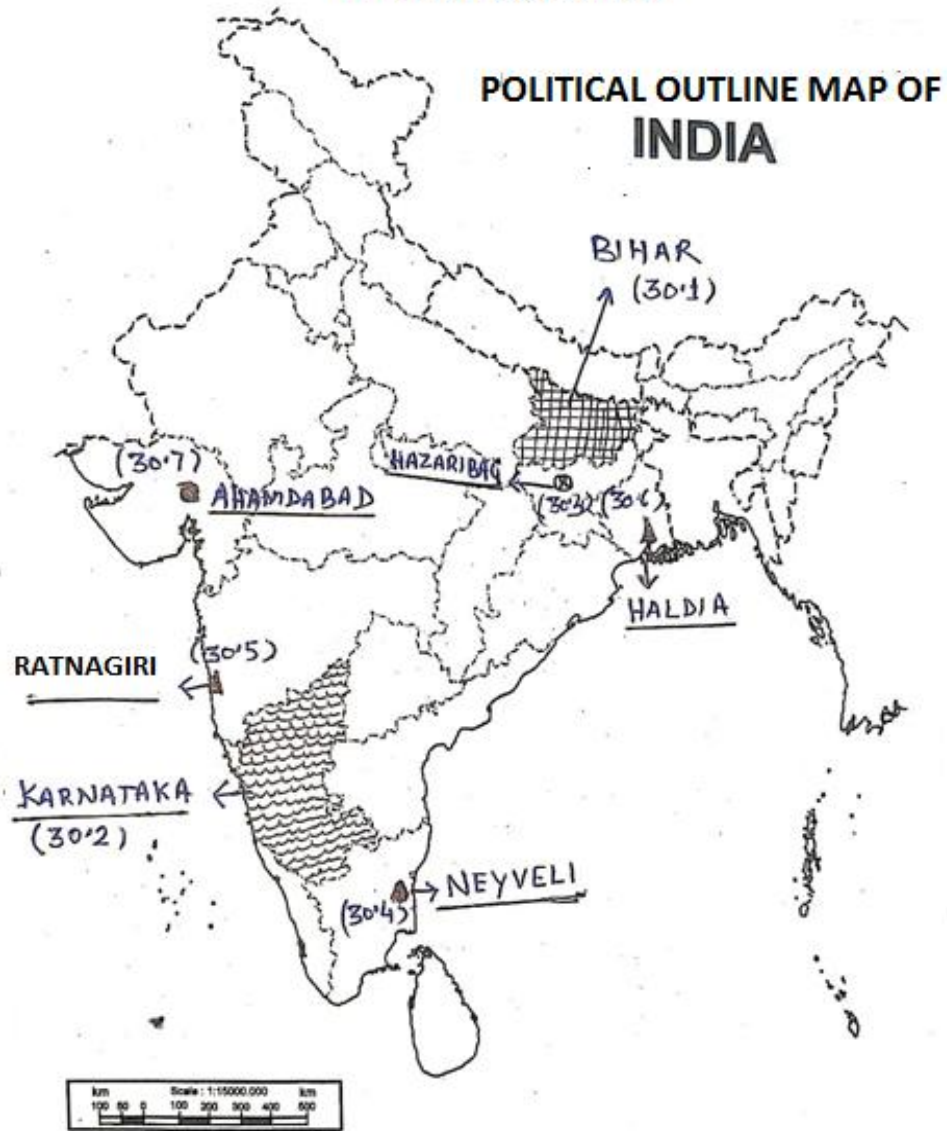 POLITICAL OUTLINE MAP OF
INDIA
BIHAR
(30.1)
HAZARIBAG
(30.3)
(30.7)
AHAMDABAD
HALDIA
(30.5)
RATNAGIRI
KARNATAKA
(30.2)
NEYVELI
(30.4)
km Scale : 1:15000.000 km
100 50 0 100 200 300 400 500